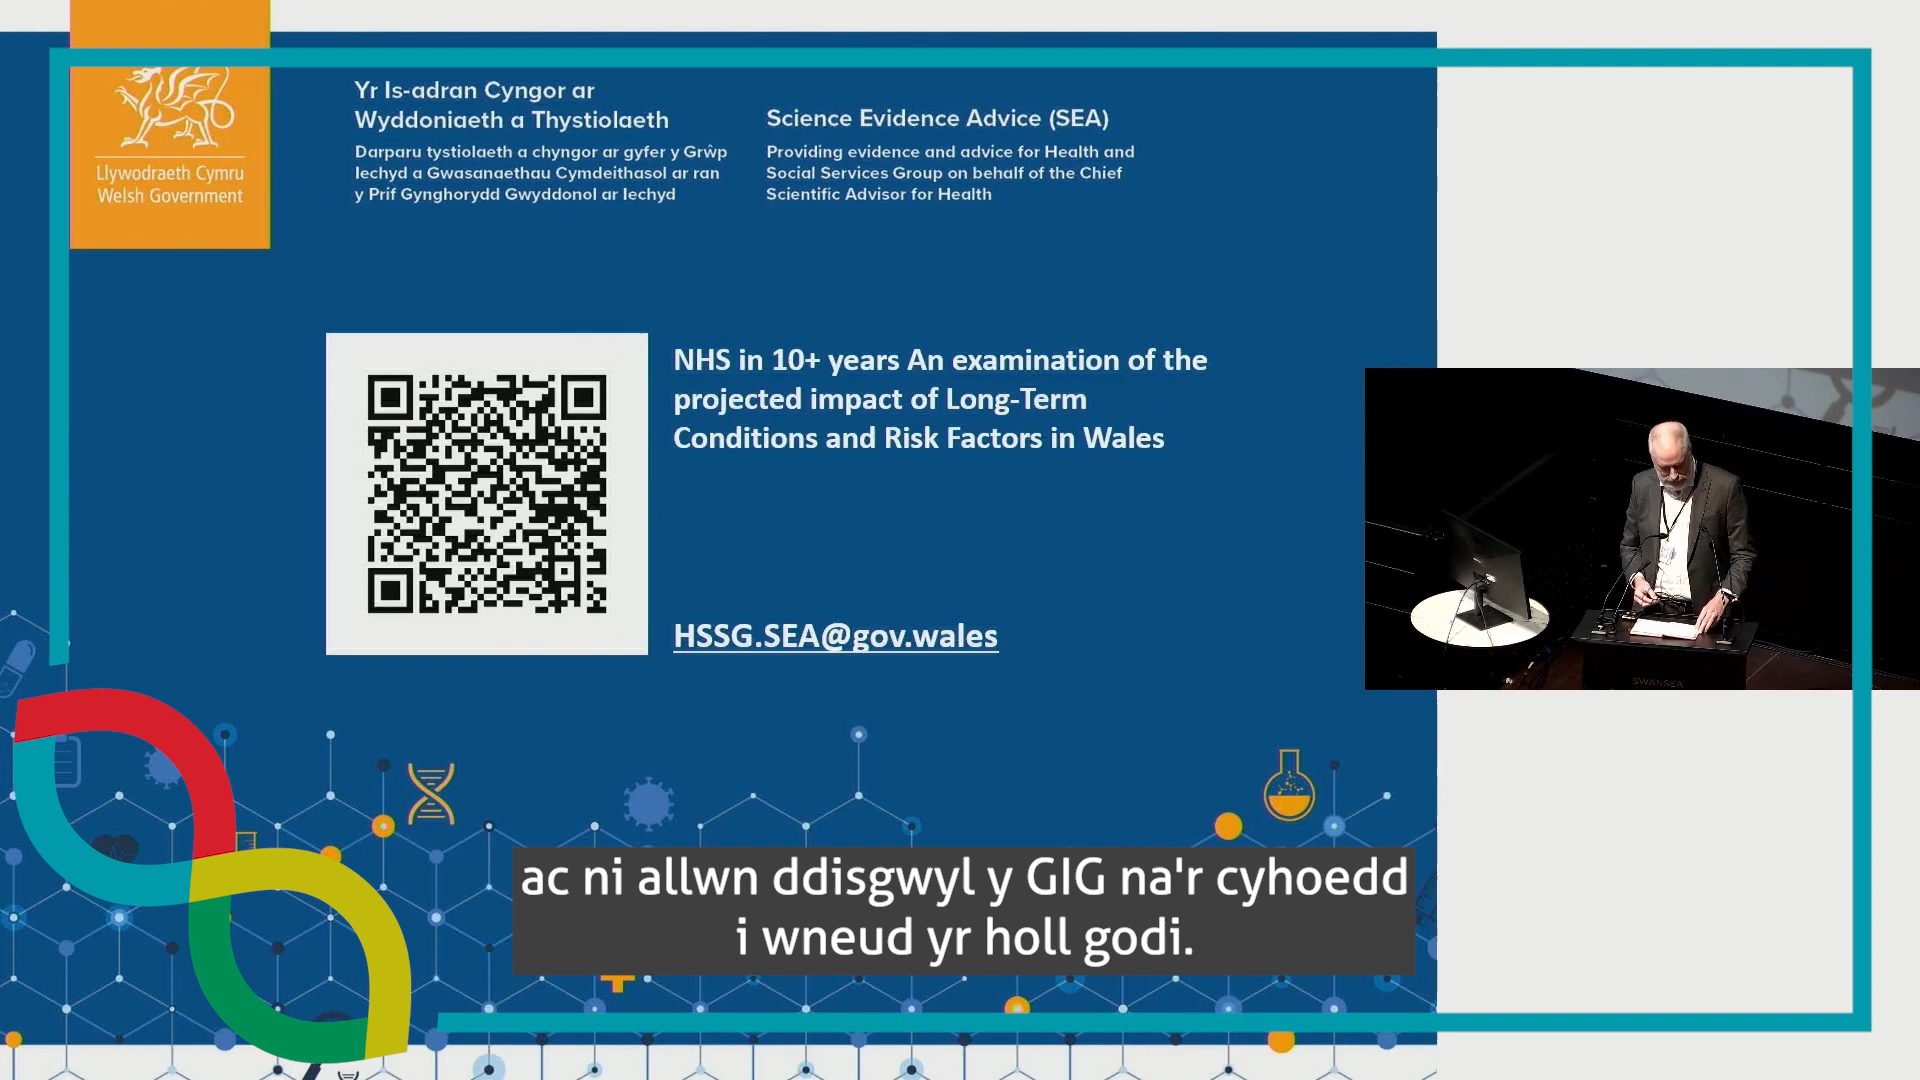 Llywodraeth Cymru
Welsh Government
Yr Is-adran Cyngor ar
Wyddoniaeth a Thystiolaeth
Darparu tystiolaeth a chyngor ar gyfer y Grŵp
Iechyd a Gwasanaethau Cymdeithasol ar ran
y Prif Gynghorydd Gwyddonol ar Iechyd
Science Evidence Advice (SEA)
Providing evidence and advice for Health and
Social Services Group on behalf of the Chief
Scientific Advisor for Health
NHS in 10+ years An examination of the
projected impact of Long-Term
Conditions and Risk Factors in Wales
HSSG.SEA@gov.wales
SWANSEA
ac ni allwn ddisgwyl y GIG na'r cyhoedd
i wneud yr holl godi.